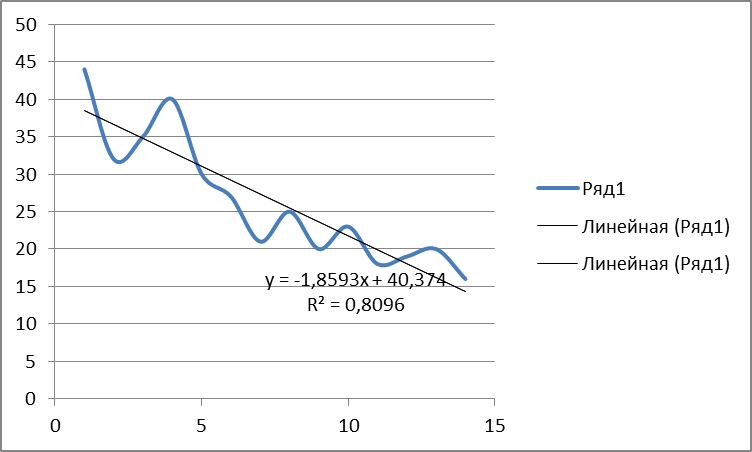 50
45
40
35
30
25
20
15
10
5
0
0 5 10 15
y = -1,8593x + 40,374
R² = 0,8096
Ряд1
Линейная (Ряд1)
Линейная (Ряд1)